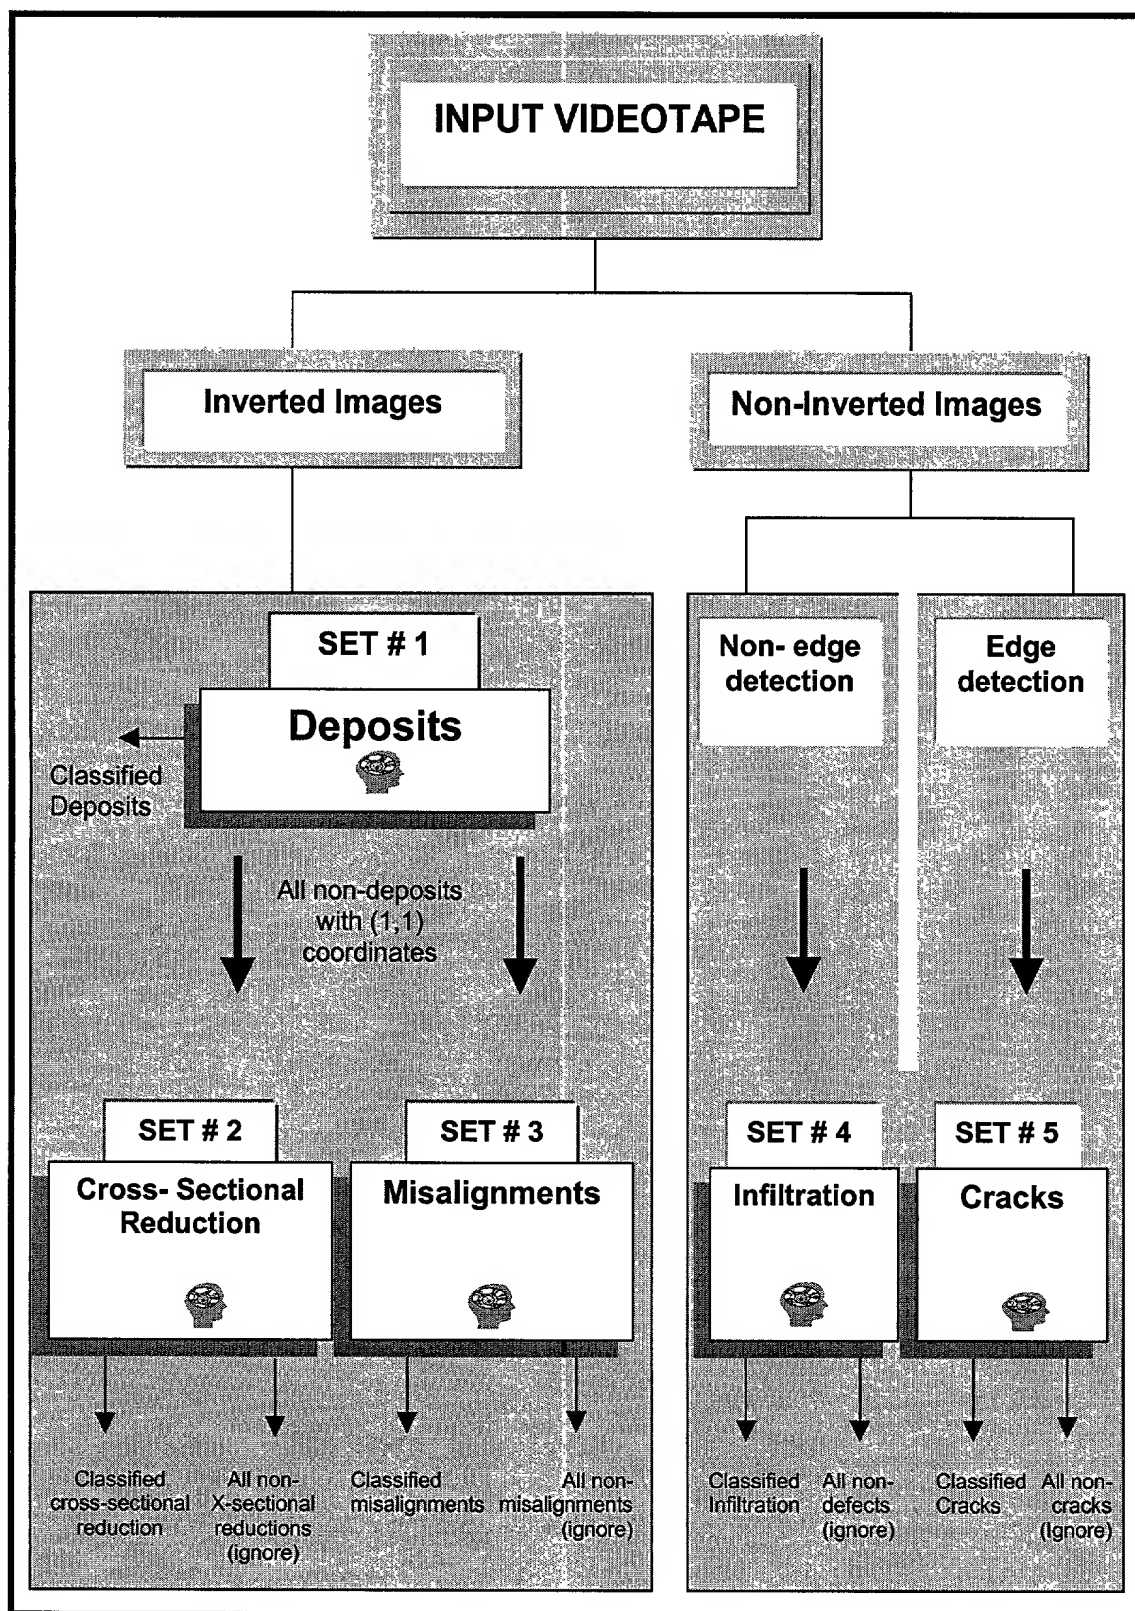 INPUT VIDEOTAPE
Inverted Images
Non-Inverted Images
SET # 1
Deposits
Classified
Deposits
All non-deposits
with (1,1)
coordinates
Non- edge
detection
Edge
detection
SET # 2
Cross- Sectional
Reduction
SET # 3
Misalignments
SET # 4
Infiltration
SET # 5
Cracks
Classified
cross-sectional
reduction
All non-
X-sectional
reductions
(ignore)
Classified
misalignments
All non-
misalignments
(ignore)
Classified
Infiltration
All non-
defects
(ignore)
Classified
Cracks
All non-
cracks
(Ignore)